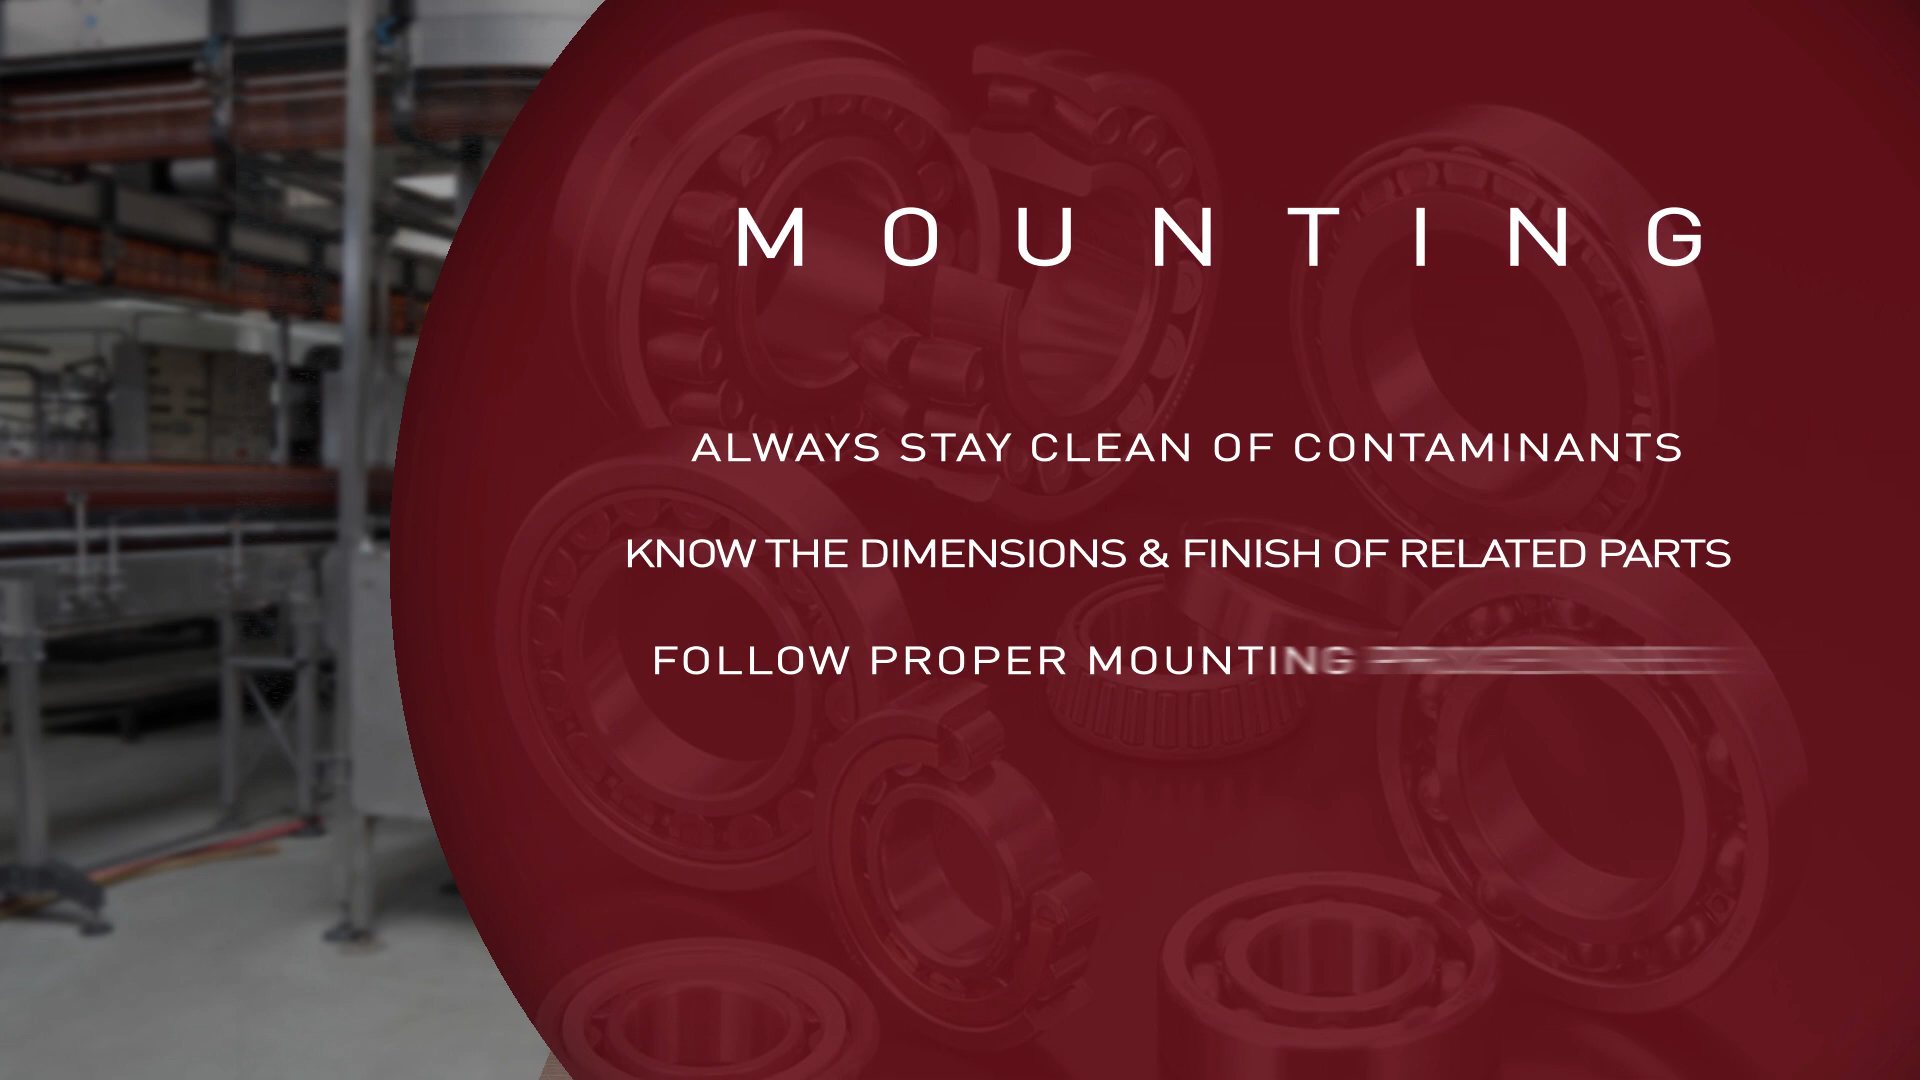 MOUNTING
ALWAYS STAY CLEAN OF CONTAMINANTS
KNOW THE DIMENSIONS & FINISH OF RELATED PARTS
FOLLOW PROPER MOUNTING